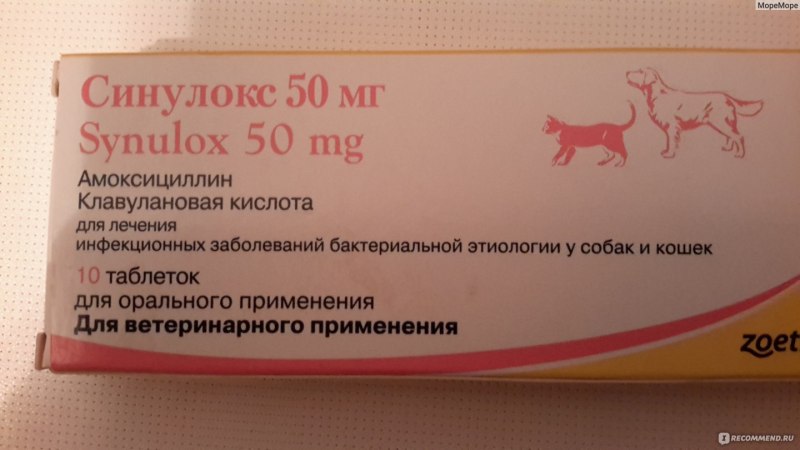 МореМоре
Синулокс 50 мг
Synulox 50 mg
Амоксициллин
Клавулановая кислота
для лечения
инфекционных заболеваний бактериальной этиологии у собак и кошек
10 таблеток
для орального применения
Для ветеринарного применения
zoet
IRECOMMEND.RU